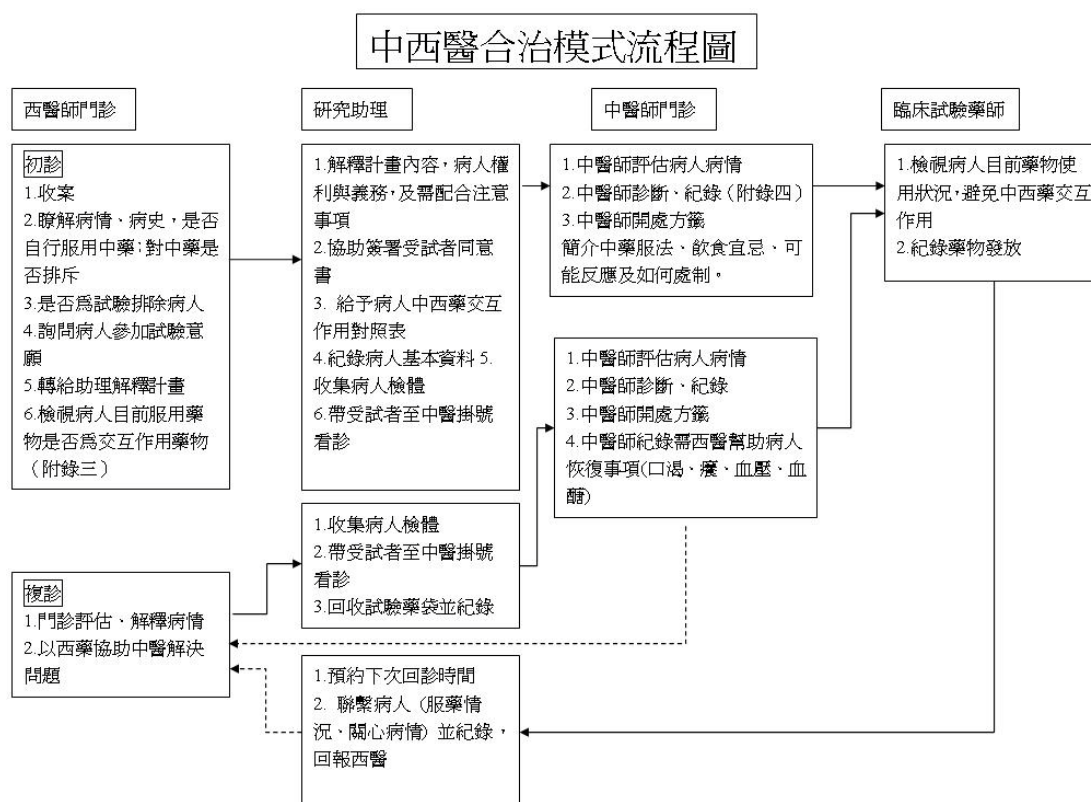 中西醫合治模式流程圖
西醫師門診
研究助理
中醫師門診
臨床試驗藥師
初診
1.收案
2.瞭解病情、病史，是否
自行服用中藥；對中藥是
否排斥
3.是否為試驗排除病人
4.詢問病人參加試驗意
願
5.轉給助理解釋計畫
6.檢視病人目前服用藥
物是否為交互作用藥物
（附錄三）
1.解釋計畫內容，病人權
利與義務，及需配合注意
事項
2.協助簽署受試者同意
書
3. 給予病人中西藥交互
作用對照表
4.紀錄病人基本資料 5.
收集病人檢體
6.帶受試者至中醫掛號
看診
1.中醫師評估病人病情
2.中醫師診斷、紀錄（附錄四）
3.中醫師開處方籤
簡介中藥服法、飲食宜忌、可
能反應及如何處制。
1.檢視病人目前藥物使
用狀況，避免中西藥交互
作用
2.紀錄藥物發放
1.中醫師評估病人病情
2.中醫師診斷、紀錄
3.中醫師開處方籤
4.中醫師紀錄需西醫幫助病人
恢復事項(口渴、癢、血壓、血
醣)
複診
1.門診評估、解釋病情
2.以西藥協助中醫解決
問題
1.收集病人檢體
2.帶受試者至中醫掛號
看診
3.回收試驗藥袋並紀錄
1.預約下次回診時間
2. 聯繫病人 (服藥情
況、關心病情) 並紀錄，
回報西醫